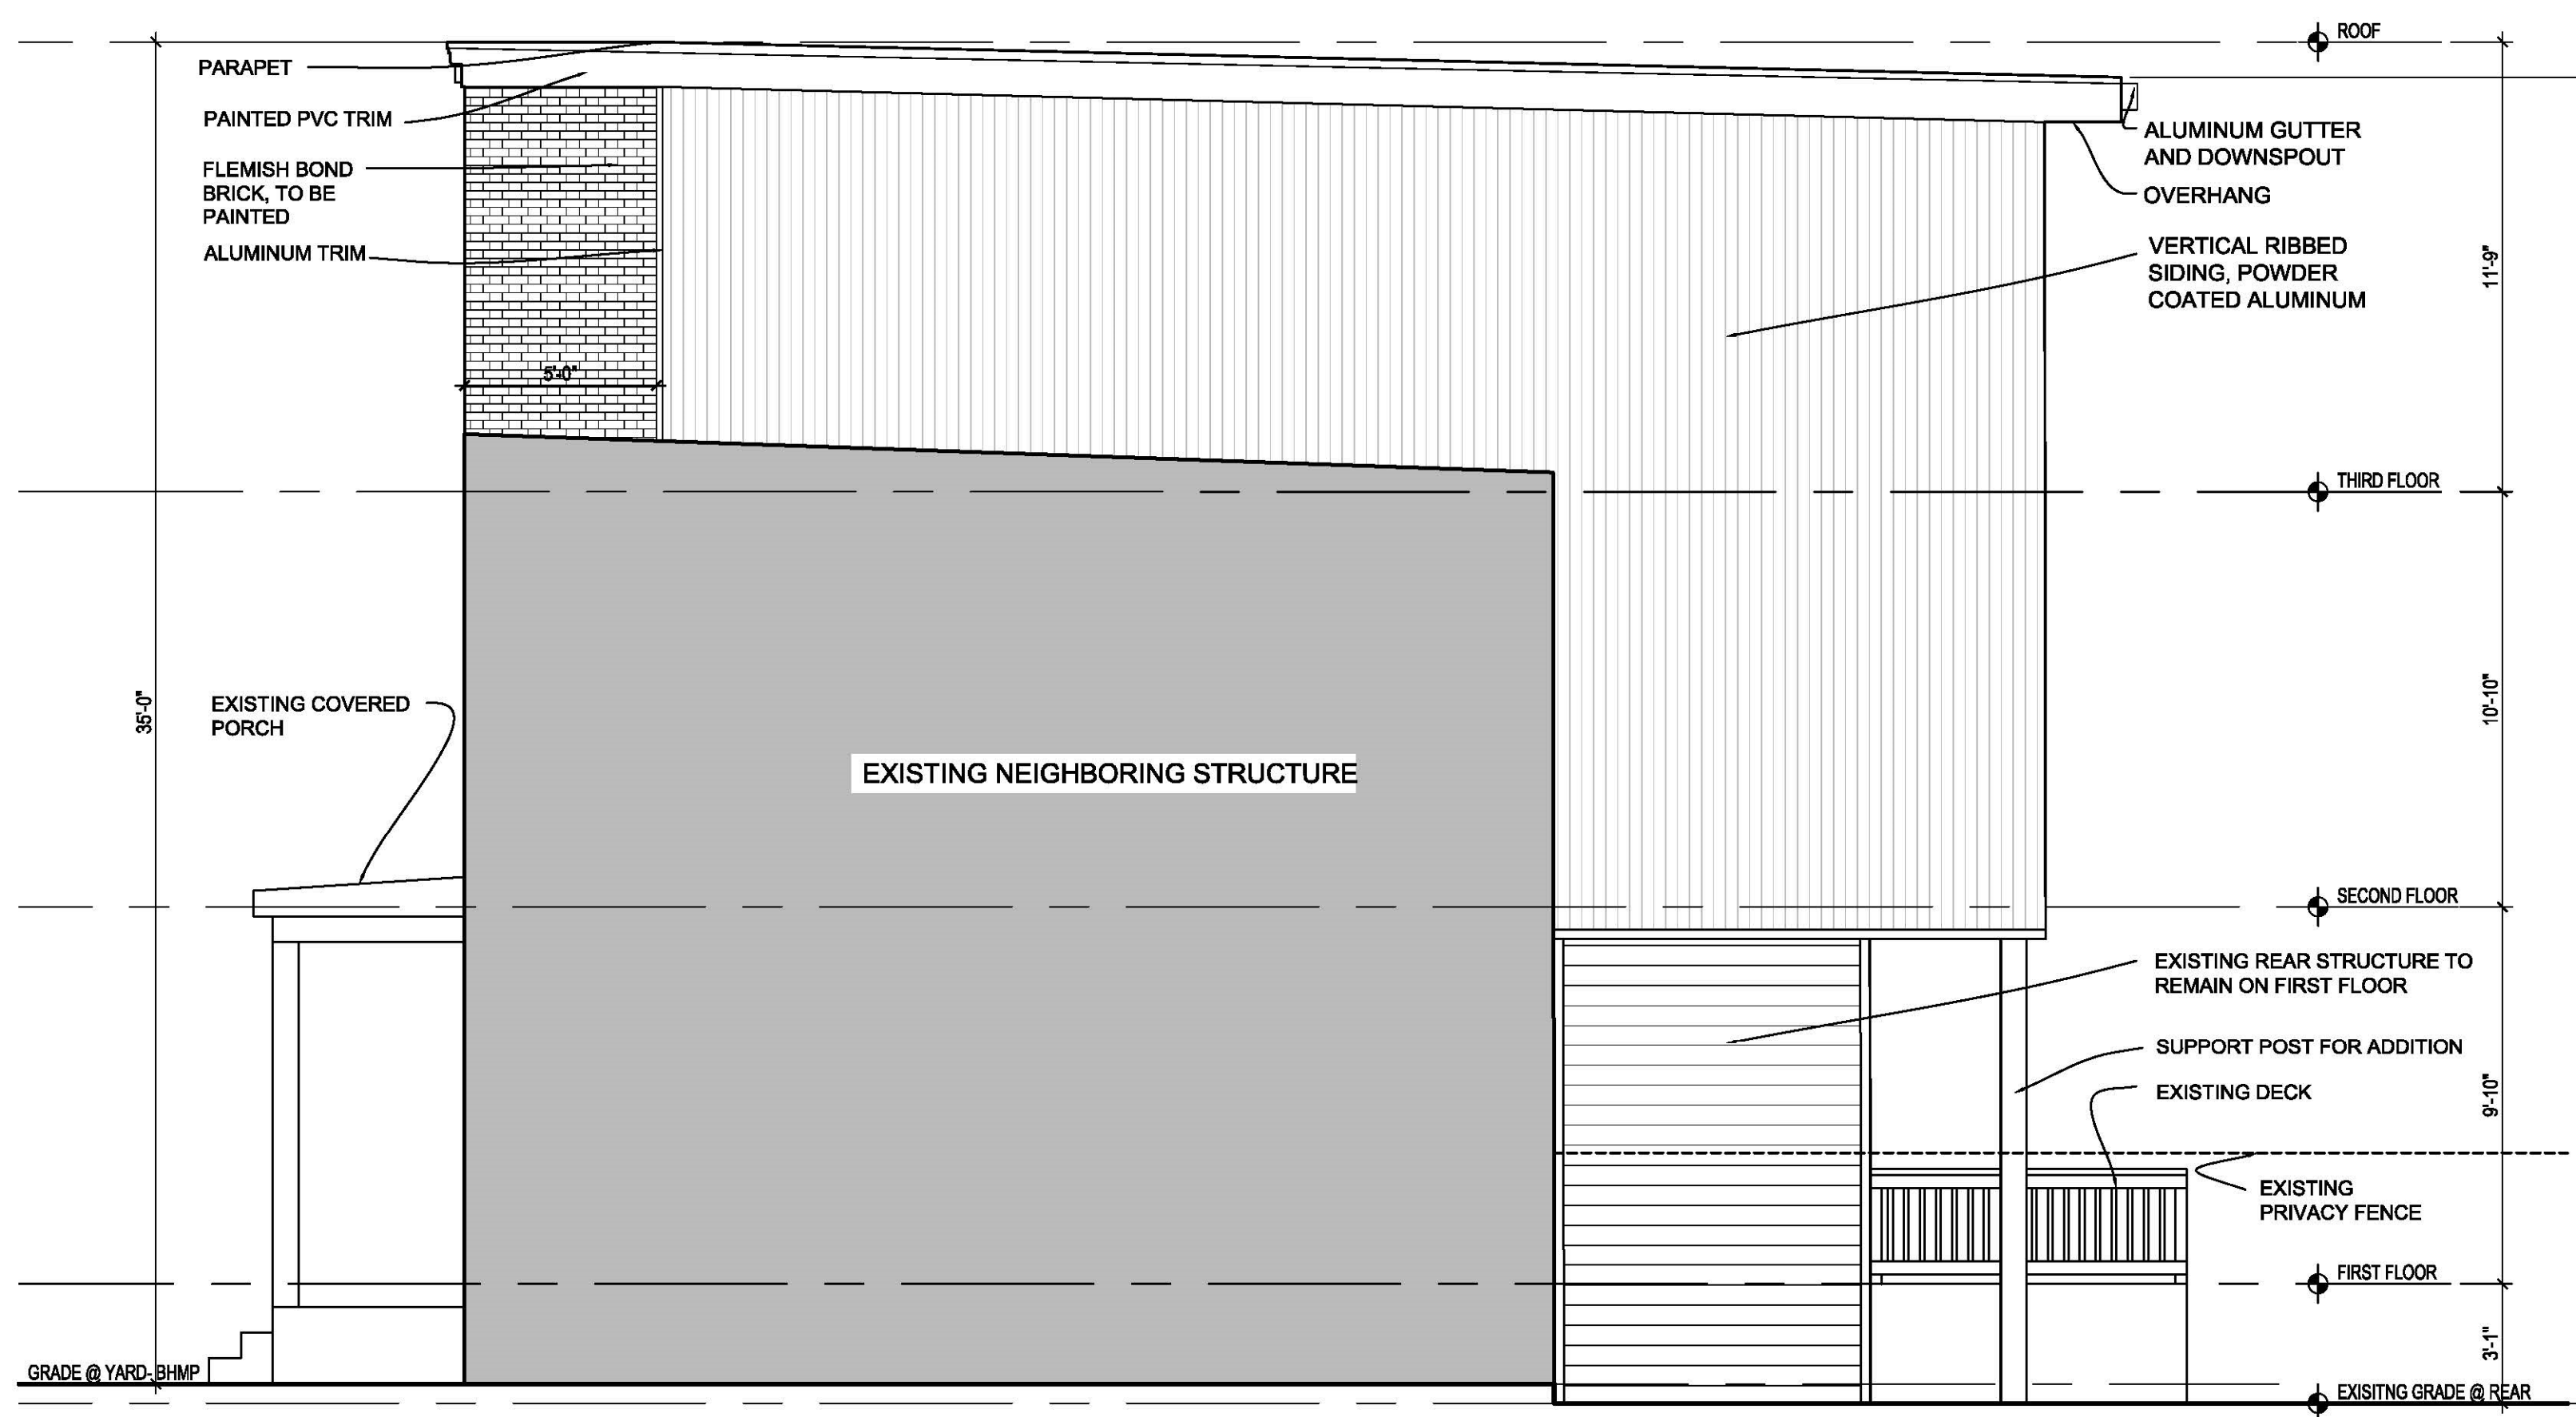 ROOF
PARAPET
PAINTED PVC TRIM
FLEMISH BOND
BRICK, TO BE
PAINTED
ALUMINUM TRIM
ALUMINUM GUTTER
AND DOWNSPOUT
OVERHANG
VERTICAL RIBBED
SIDING, POWDER
COATED ALUMINUM
11'-9"
5'-0"
THIRD FLOOR
35'-0"
EXISTING COVERED
PORCH
10'-10"
EXISTING NEIGHBORING STRUCTURE
SECOND FLOOR
EXISTING REAR STRUCTURE TO
REMAIN ON FIRST FLOOR
SUPPORT POST FOR ADDITION
EXISTING DECK
9'-10"
EXISTING
PRIVACY FENCE
FIRST FLOOR
3'-1"
GRADE @ YARD- BHMP
EXISITNG GRADE @ REAR